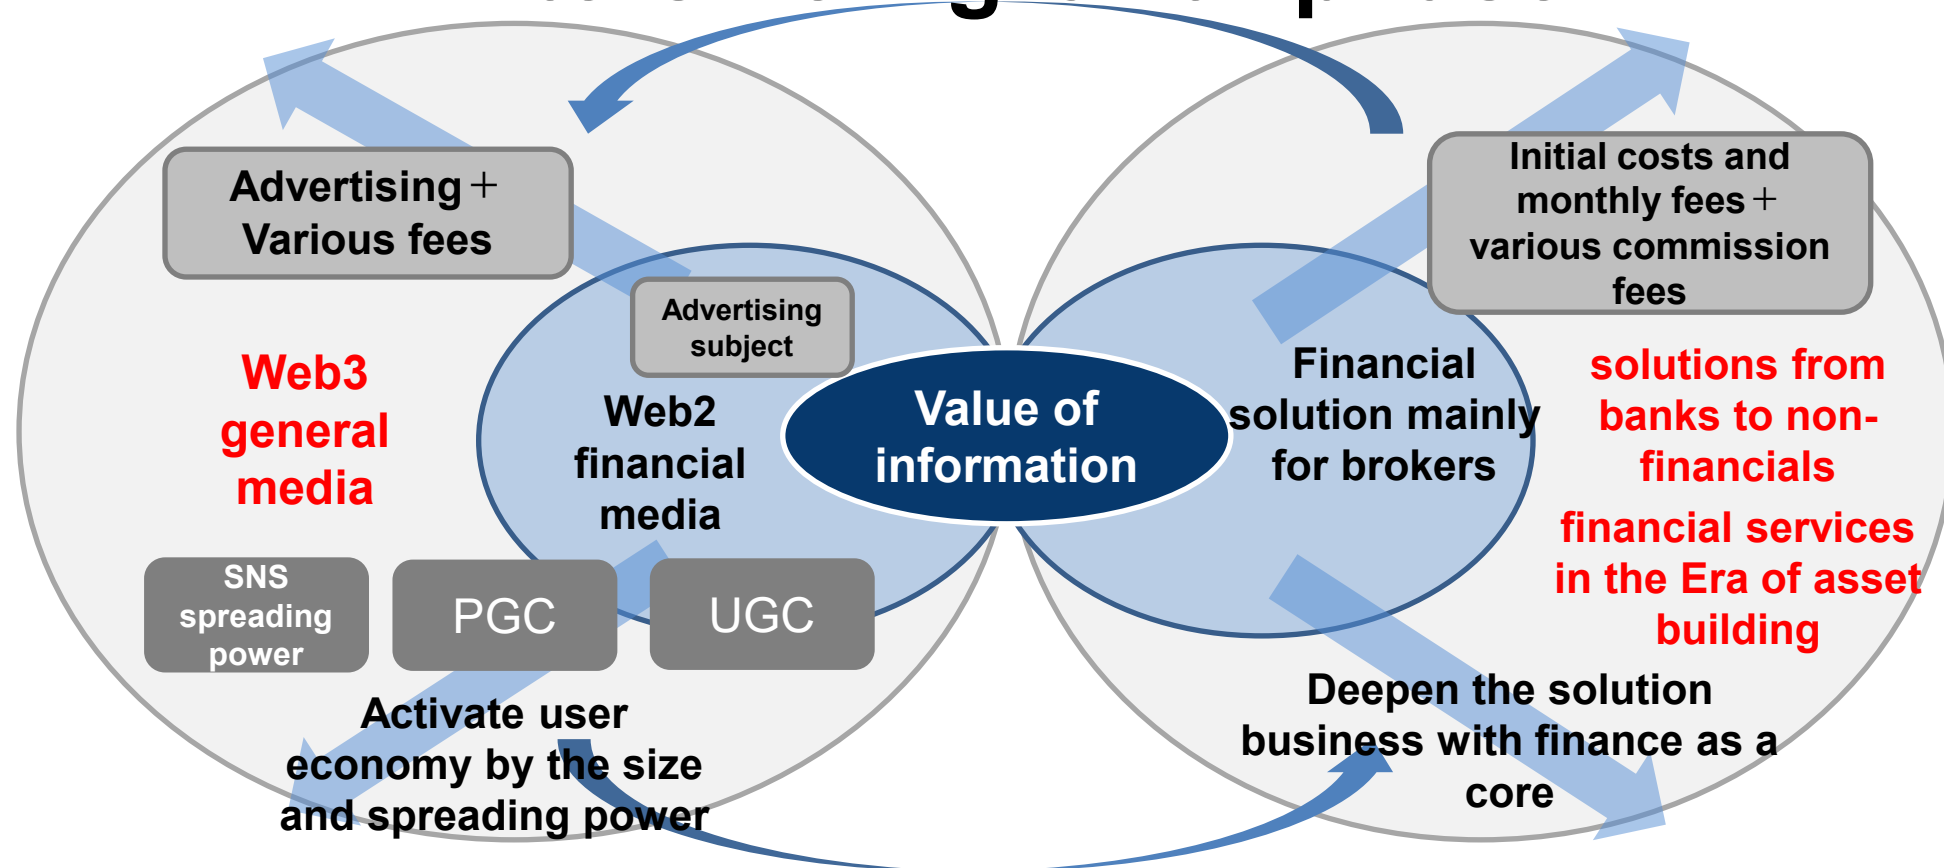 Advertising＋
Various fees
Initial costs and
monthly fees＋
various commission
fees
Advertising
subject
Web3
general
media
Web2
financial
media
Value of
information
Financial
solution mainly
for brokers
solutions from
banks to non-
financials
financial services
in the Era of asset
building
SNS
spreading
power
PGC
UGC
Activate user
economy by the size
and spreading power
Deepen the solution
business with finance as a
core